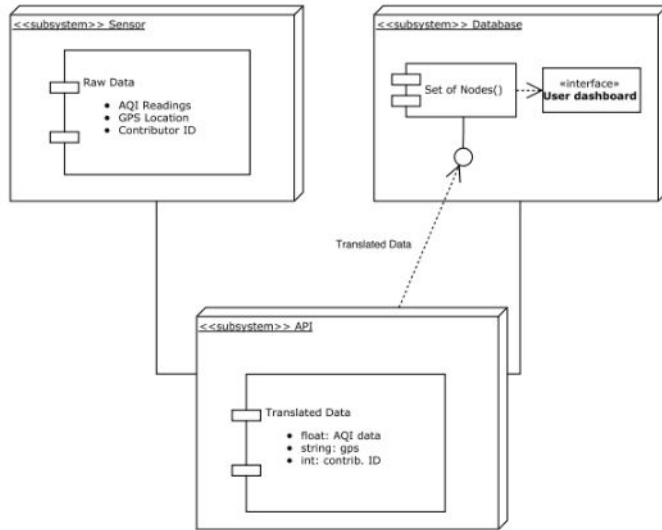 <<subsystem>> Sensor
Raw Data
• AQI Readings
• GPS Location
• Contributor ID
<<subsystem>> Database
Set of Nodes()
«interface»
User dashboard
Translated Data
<<subsystem>> API
Translated Data
• float: AQI data
• string: gps
• int: contrib. ID